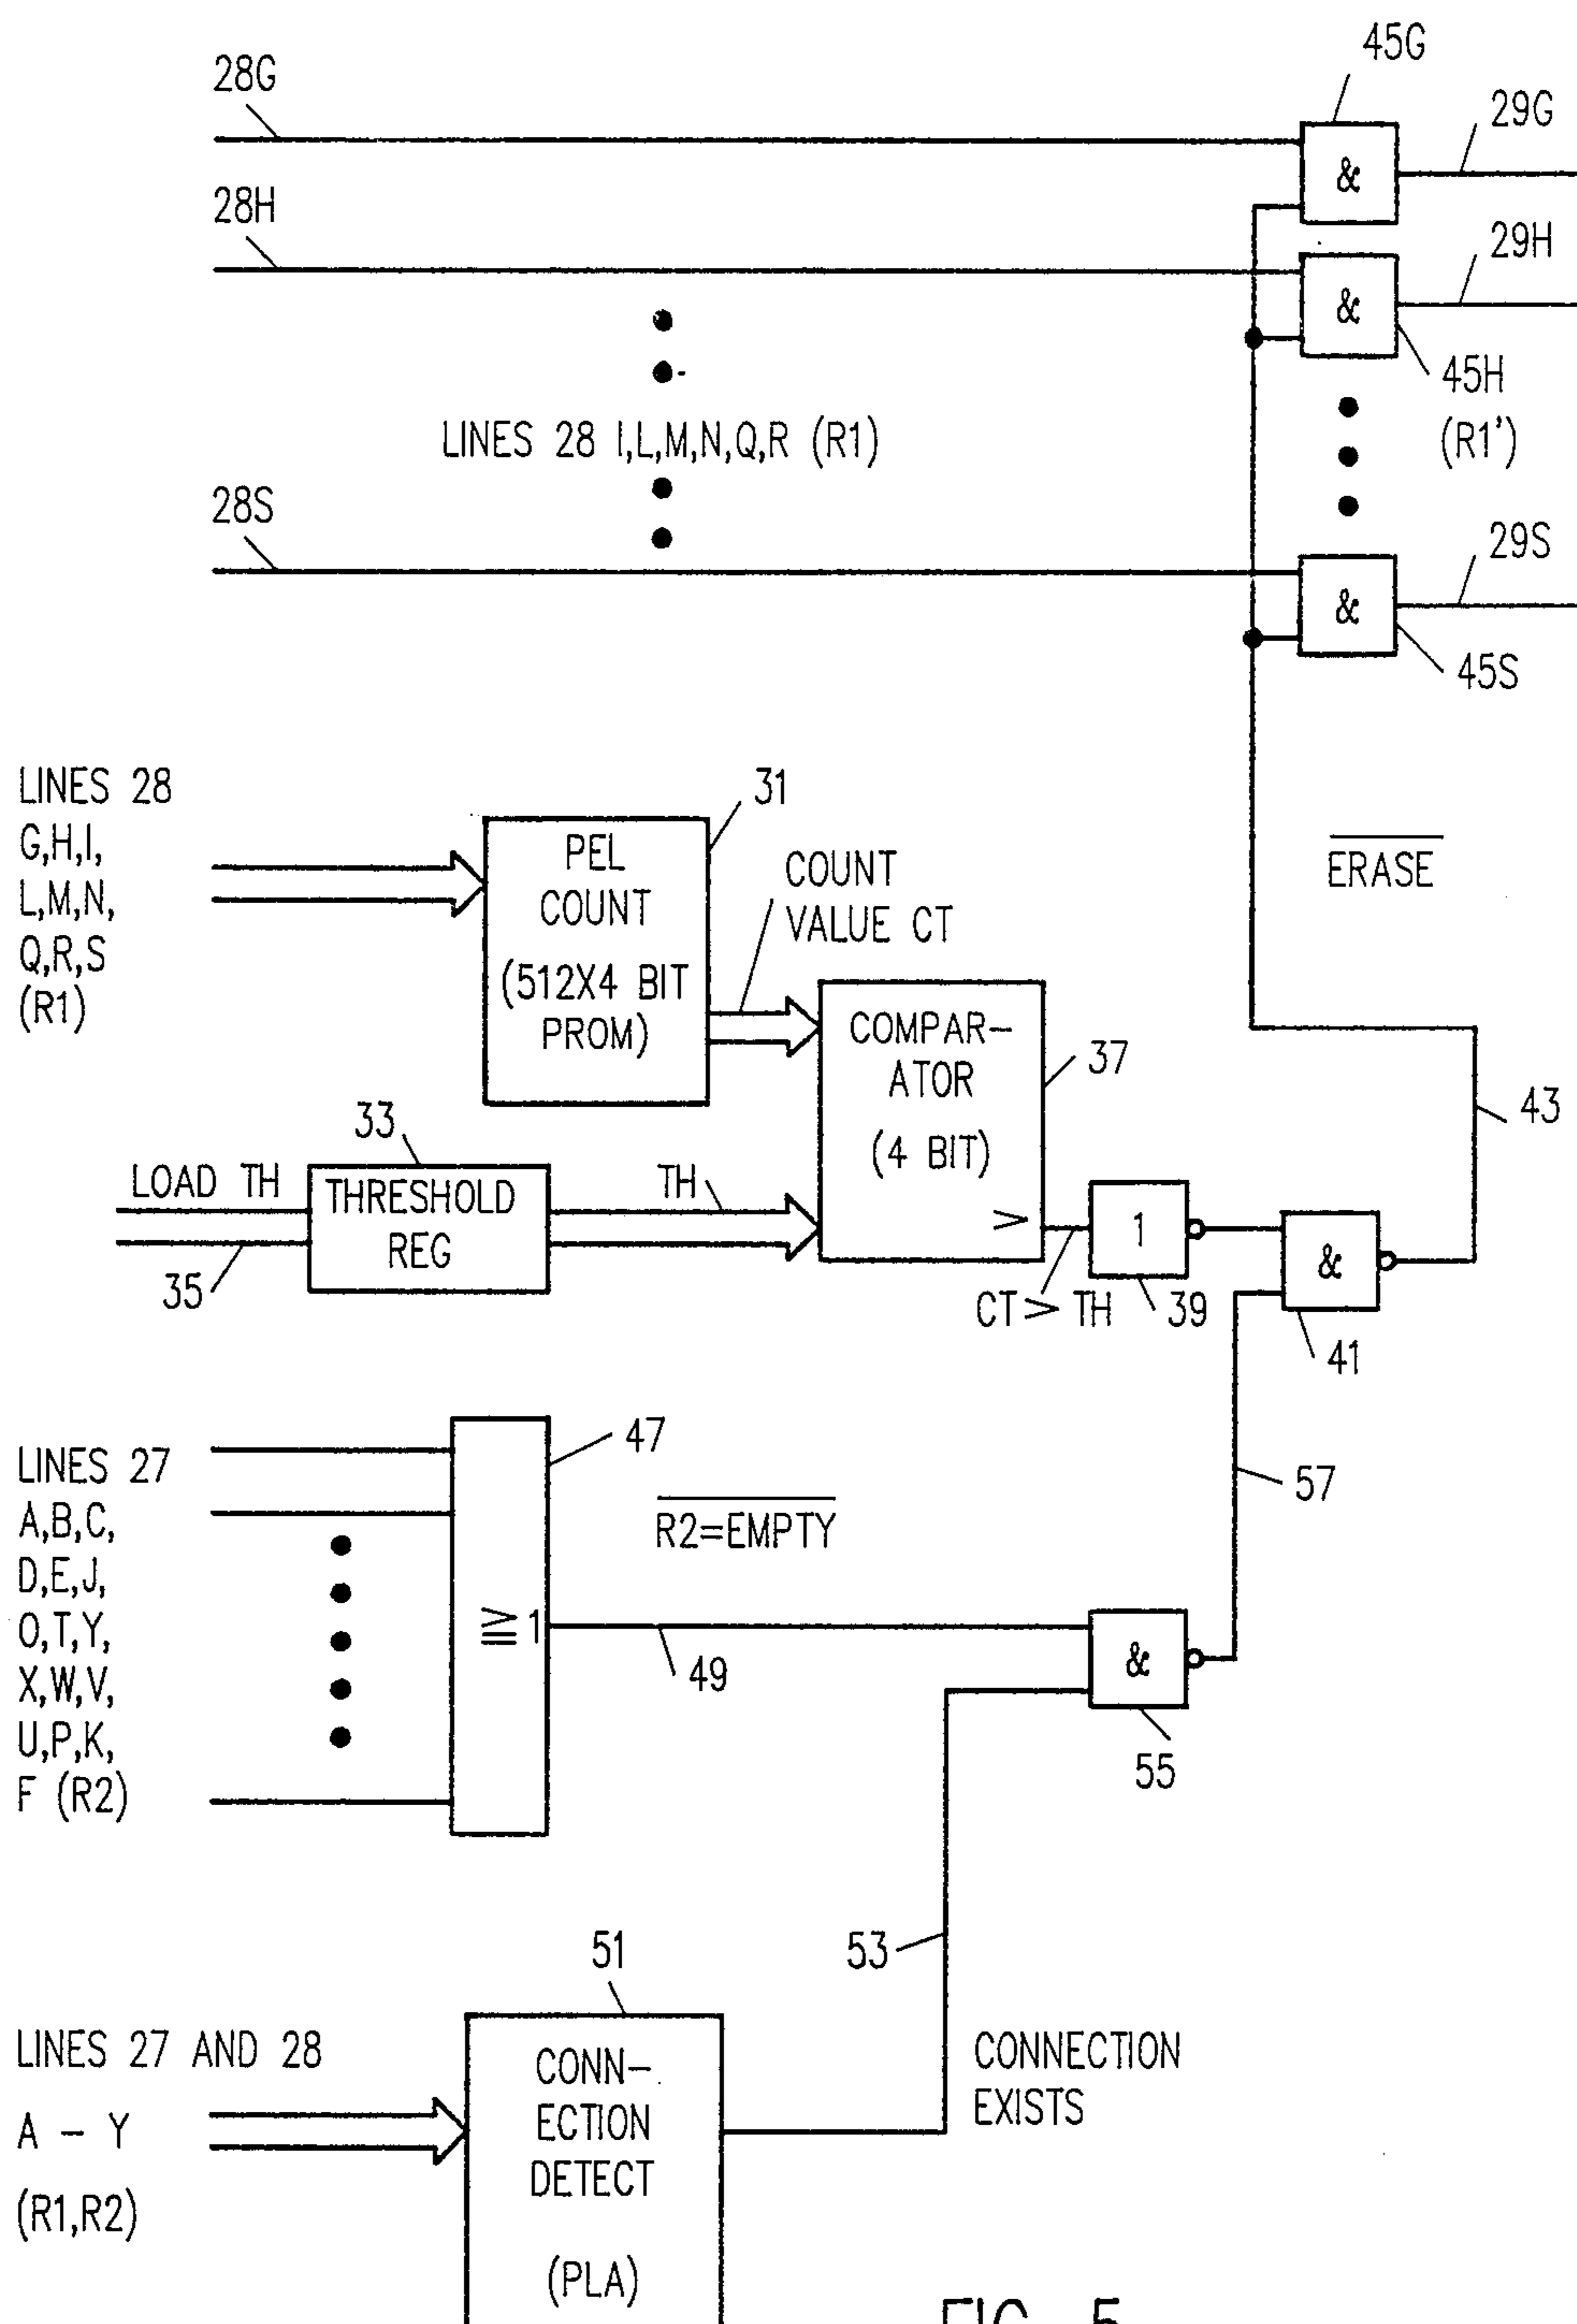 45G
28G
29G
&
28H
29H
&
45H
(R1')
LINES 28 I,L,M,N,Q,R (R1)
28S
29S
&
45S
LINES 28
G,H,I,
L,M,N,
Q,R,S
(R1)
31
PEL
COUNT
(512X4 BIT
PROM)
COUNT
VALUE CT
ERASE
COMPAR-
ATOR
(4 BIT)
>
37
43
33
LOAD TH
THRESHOLD
REG
TH
35
1
CT > TH
39
&
41
LINES 27
A,B,C,
D,E,J,
O,T,Y,
X,W,V,
U,P,K,
F (R2)
47
R2=EMPTY
≧ 1
49
57
&
55
53
51
LINES 27 AND 28
A – Y
(R1,R2)
CONN-
ECTION
DETECT
(PLA)
CONNECTION
EXISTS
FIG. 5